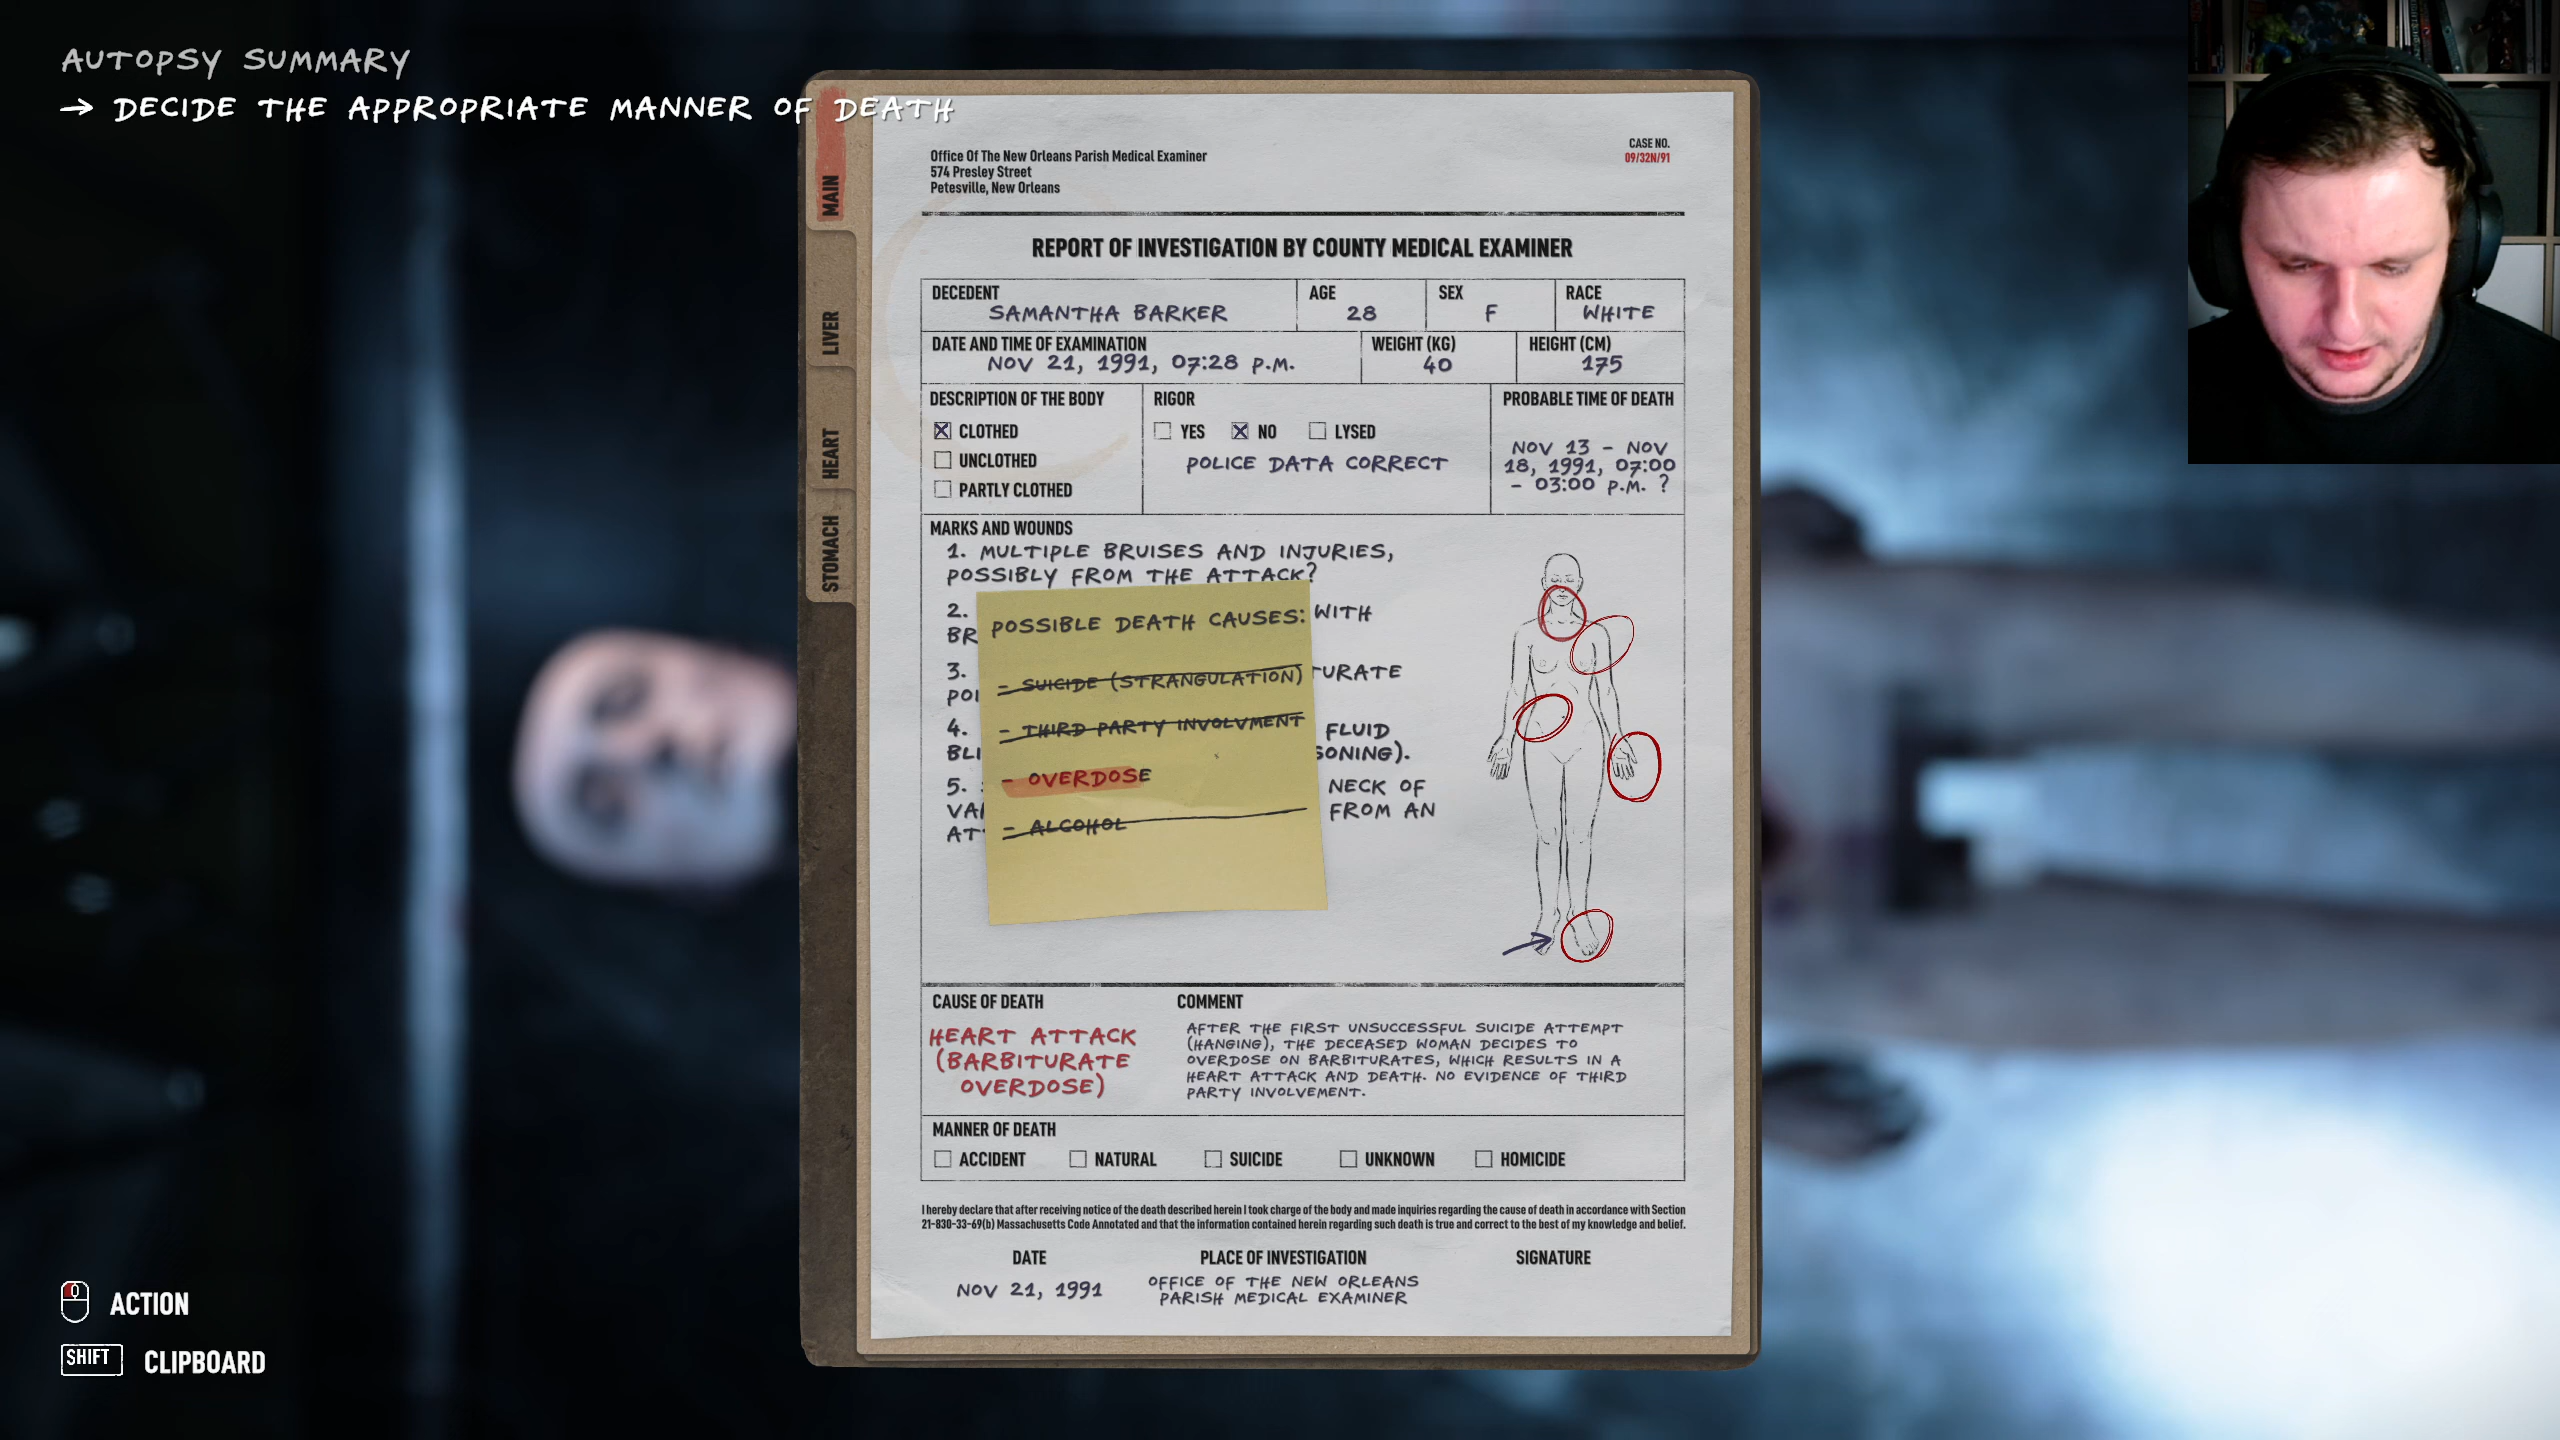 AUTOPSY SUMMARY
→ DECIDE THE APPROPRIATE MANNER OF DEATH
MAIN
LIVER
HEART
STOMACH
Office Of The New Orleans Parish Medical Examiner
574 Presley Street
Petesville, New Orleans
CASE NO.
09/32N/91
REPORT OF INVESTIGATION BY COUNTY MEDICAL EXAMINER
DECEDENT
SAMANTHA BARKER
AGE
28
SEX
F
RACE
WHITE
DATE AND TIME OF EXAMINATION
NOV 21, 1991, 07:28 P.M.
WEIGHT (KG)
40
HEIGHT (CM)
175
DESCRIPTION OF THE BODY
CLOTHED
UNCLOTHED
PARTLY CLOTHED
RIGOR
YES NO LYSED
POLICE DATA CORRECT
PROBABLE TIME OF DEATH
NOV 13 - NOV
18, 1991, 07:00
- 03:00 P.M. ?
MARKS AND WOUNDS
1. MULTIPLE BRUISES AND INJURIES,
POSSIBLY FROM THE ATTACK?
2. WITH
3.
4. FLUID
5. NECK OF
FROM AN
POSSIBLE DEATH CAUSES:
- SUICIDE (STRANGULATION)
- THIRD PARTY INVOLVMENT
- OVERDOSE
- ALCOHOL
CAUSE OF DEATH
HEART ATTACK
(BARBITURATE
OVERDOSE)
COMMENT
AFTER THE FIRST UNSUCCESSFUL SUICIDE ATTEMPT
(HANGING), THE DECEASED WOMAN DECIDES TO
OVERDOSE ON BARBITURATES, WHICH RESULTS IN A
HEART ATTACK AND DEATH. NO EVIDENCE OF THIRD
PARTY INVOLVEMENT.
MANNER OF DEATH
ACCIDENT NATURAL SUICIDE UNKNOWN HOMICIDE
I hereby declare that after receiving notice of the death described herein I took charge of the body and made inquiries regarding the cause of death in accordance with Section
21-830-33-69(b) Massachusetts Code Annotated and that the information contained herein regarding such death is true and correct to the best of my knowledge and belief.
DATE
NOV 21, 1991
PLACE OF INVESTIGATION
OFFICE OF THE NEW ORLEANS
PARISH MEDICAL EXAMINER
SIGNATURE
ACTION
SHIFT CLIPBOARD